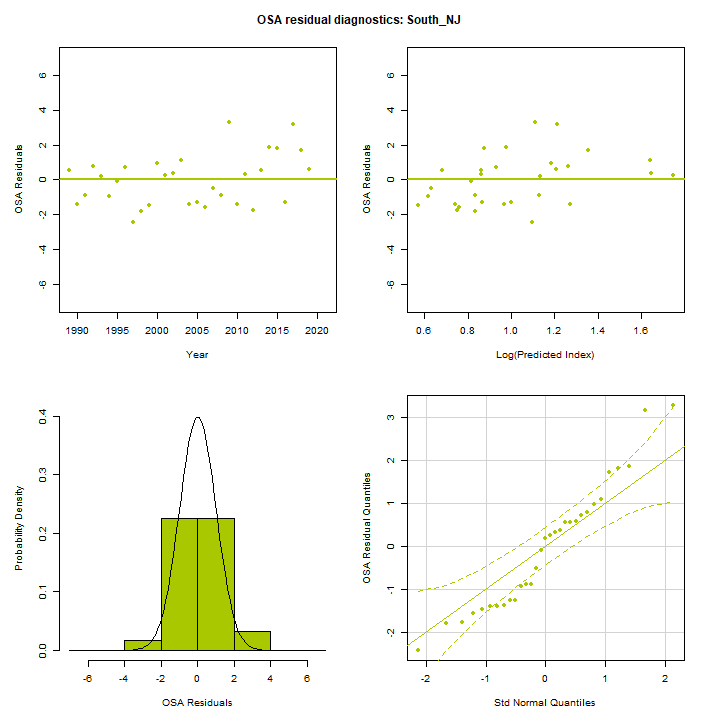 OSA residual diagnostics: South_NJ
OSA Residuals
6
4
2
0
-2
-4
-6
1990 1995 2000 2005 2010 2015 2020
Year
OSA Residuals
6
4
2
0
-2
-4
-6
0.6 0.8 1.0 1.2 1.4 1.6
Log(Predicted Index)
Probability Density
0.4
0.3
0.2
0.1
0.0
-6 -4 -2 0 2 4 6
OSA Residuals
OSA Residual Quantiles
3
2
1
0
-1
-2
-2 -1 0 1 2
Std Normal Quantiles